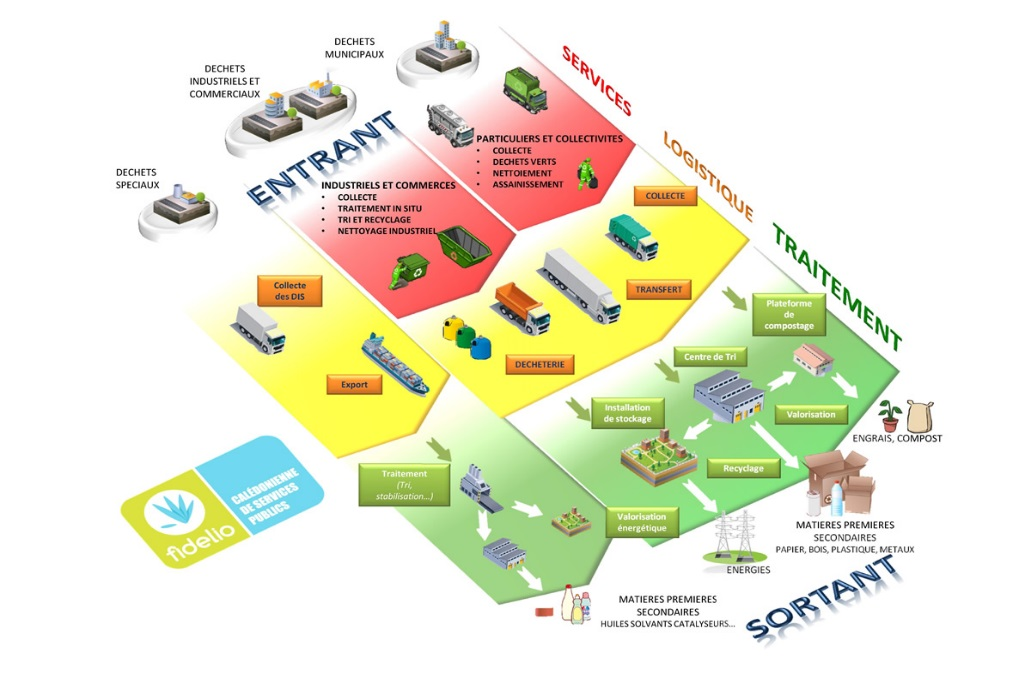 DECHETS
MUNICIPAUX
DECHETS
INDUSTRIELS ET
COMMERCIAUX
DECHETS
SPECIAUX
ENTRANT
SERVICES
LOGISTIQUE
TRAITEMENT
PARTICULIERS ET COLLECTIVITES
• COLLECTE
• DECHETS VERTS
• NETTOIEMENT
• ASSAINISSEMENT
INDUSTRIELS ET COMMERCES
• COLLECTE
• TRAITEMENT IN SITU
• TRI ET RECYCLAGE
• NETTOYAGE INDUSTRIEL
COLLECTE
TRANSFERT
DECHETERIE
Collecte
des DIS
Export
Plateforme
de
compostage
Centre de Tri
Installation
de stockage
Valorisation
Recyclage
Traitement
(Tri,
stabilisation...)
Valorisation
énergétique
ENGRAIS, COMPOST
MATIERES PREMIERES
SECONDAIRES
PAPIER, BOIS, PLASTIQUE, METAUX
ENERGIES
MATIERES PREMIERES
SECONDAIRES
HUILES SOLVANTS CATALYSEURS...
SORTANT
fidelio
CALÉDONIENNE
DE SERVICES
PUBLICS